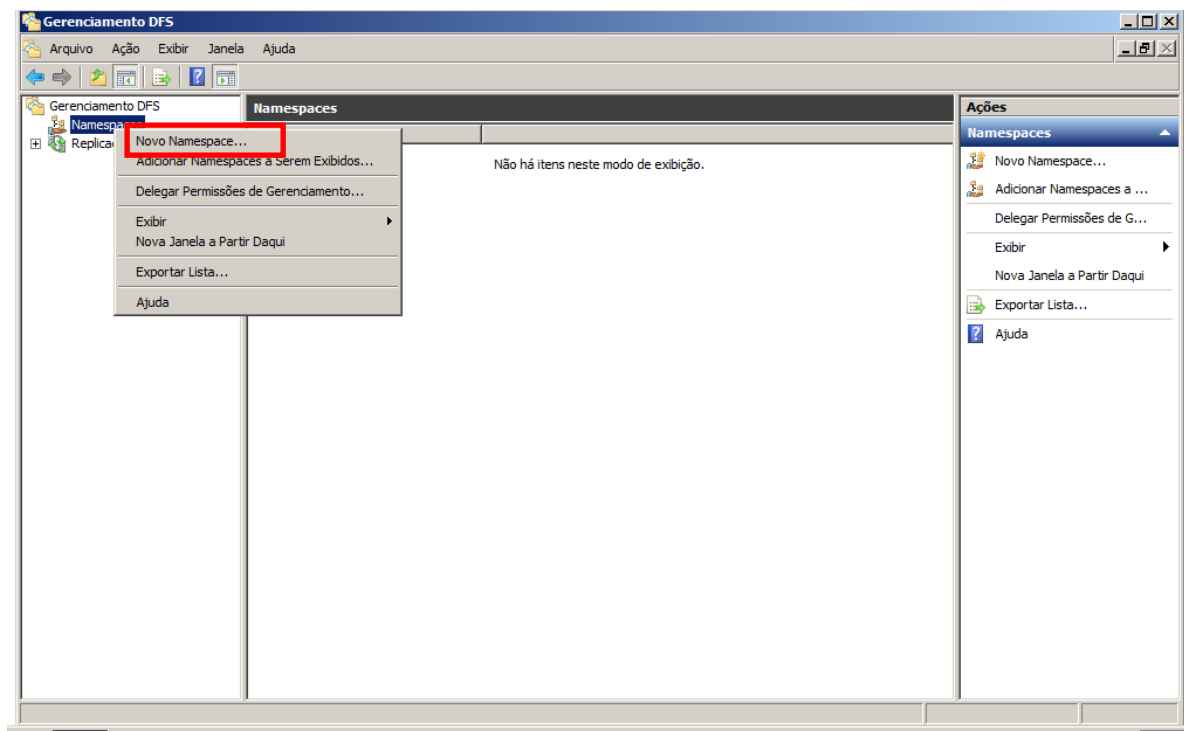 Gerenciamento DFS
Arquivo Ação Exibir Janela Ajuda
Gerenciamento DFS
Namespaces
Replica
Namespaces
Não há itens neste modo de exibição.
Novo Namespace...
Adicionar Namespaces a Serem Exibidos...
Delegar Permissões de Gerenciamento...
Exibir
Nova Janela a Partir Daqui
Exportar Lista...
Ajuda
Ações
Namespaces
Novo Namespace...
Adicionar Namespaces a ...
Delegar Permissões de G...
Exibir
Nova Janela a Partir Daqui
Exportar Lista...
Ajuda